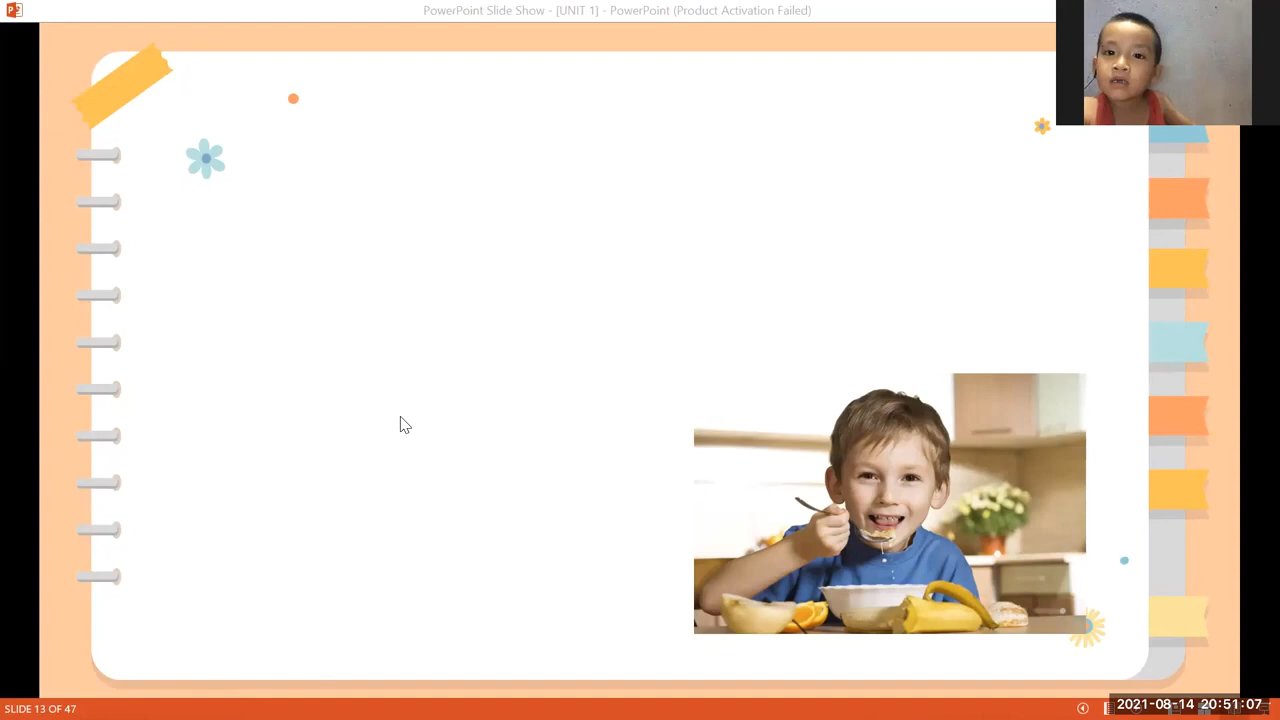 PowerPoint Slide Show - [UNIT 1] - PowerPoint (Product Activation Failed)
SLIDE 13 OF 47
2021-08-14 20:51:07